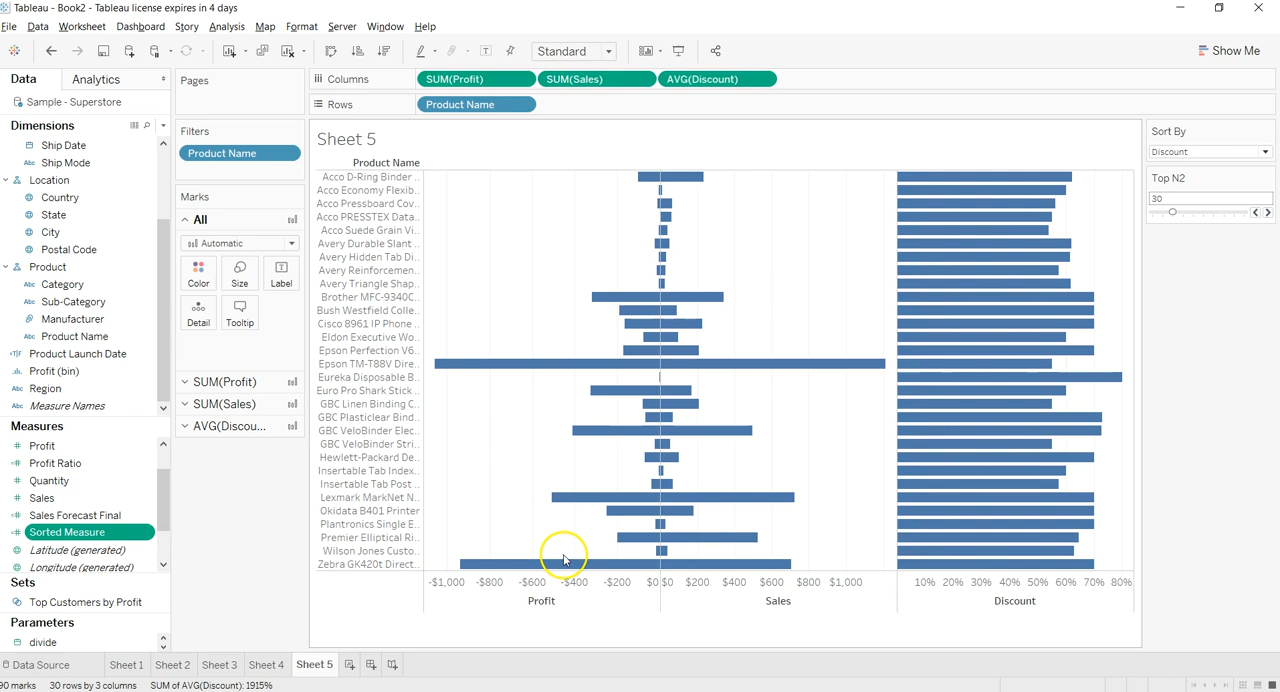 Tableau - Book2 - Tableau license expires in 4 days
File Data Worksheet Dashboard Story Analysis Map Format Server Window Help
Standard
Show Me
Data Analytics
Sample - Superstore
Dimensions
Ship Date
Abc Ship Mode
Location
Country
State
City
Postal Code
Product
Abc Category
Abc Sub-Category
Manufacturer
Abc Product Name
Product Launch Date
Profit (bin)
Abc Region
Abc Measure Names
Measures
Profit
Profit Ratio
Quantity
Sales
Sales Forecast Final
Sorted Measure
Latitude (generated)
Longitude (generated)
Sets
Top Customers by Profit
Parameters
divide
Pages
Filters
Product Name
Marks
All
Automatic
Color Size Label
Detail Tooltip
SUM(Profit)
SUM(Sales)
AVG(Discou...
Columns SUM(Profit) SUM(Sales) AVG(Discount)
Rows Product Name
Sheet 5
Product Name
Acco D-Ring Binder ..
Acco Economy Flexib..
Acco Pressboard Cov..
Acco PRESSTEX Data..
Acco Suede Grain Vi..
Avery Durable Slant ..
Avery Hidden Tab Di..
Avery Reinforcemen..
Avery Triangle Shap..
Brother MFC-9340C..
Bush Westfield Colle..
Cisco 8961 IP Phone ..
Eldon Executive Wo..
Epson Perfection V6..
Epson TM-T88V Dire..
Eureka Disposable B..
Euro Pro Shark Stick ..
GBC Linen Binding C..
GBC Plasticlear Bind..
GBC VeloBinder Elec..
GBC VeloBinder Stri..
Hewlett-Packard De..
Insertable Tab Index..
Insertable Tab Post ..
Lexmark MarkNet N..
Okidata B401 Printer
Plantronics Single E..
Premier Elliptical Ri..
Wilson Jones Custo..
Zebra GK420t Direct..
-$1,000 -$800 -$600 -$400 -$200 $0 $0 $200 $400 $600 $800 $1,000 10% 20% 30% 40% 50% 60% 70% 80%
Profit Sales Discount
Sort By
Discount
Top N2
30
Data Source Sheet 1 Sheet 2 Sheet 3 Sheet 4 Sheet 5
90 marks 30 rows by 3 columns SUM of AVG(Discount): 1915%